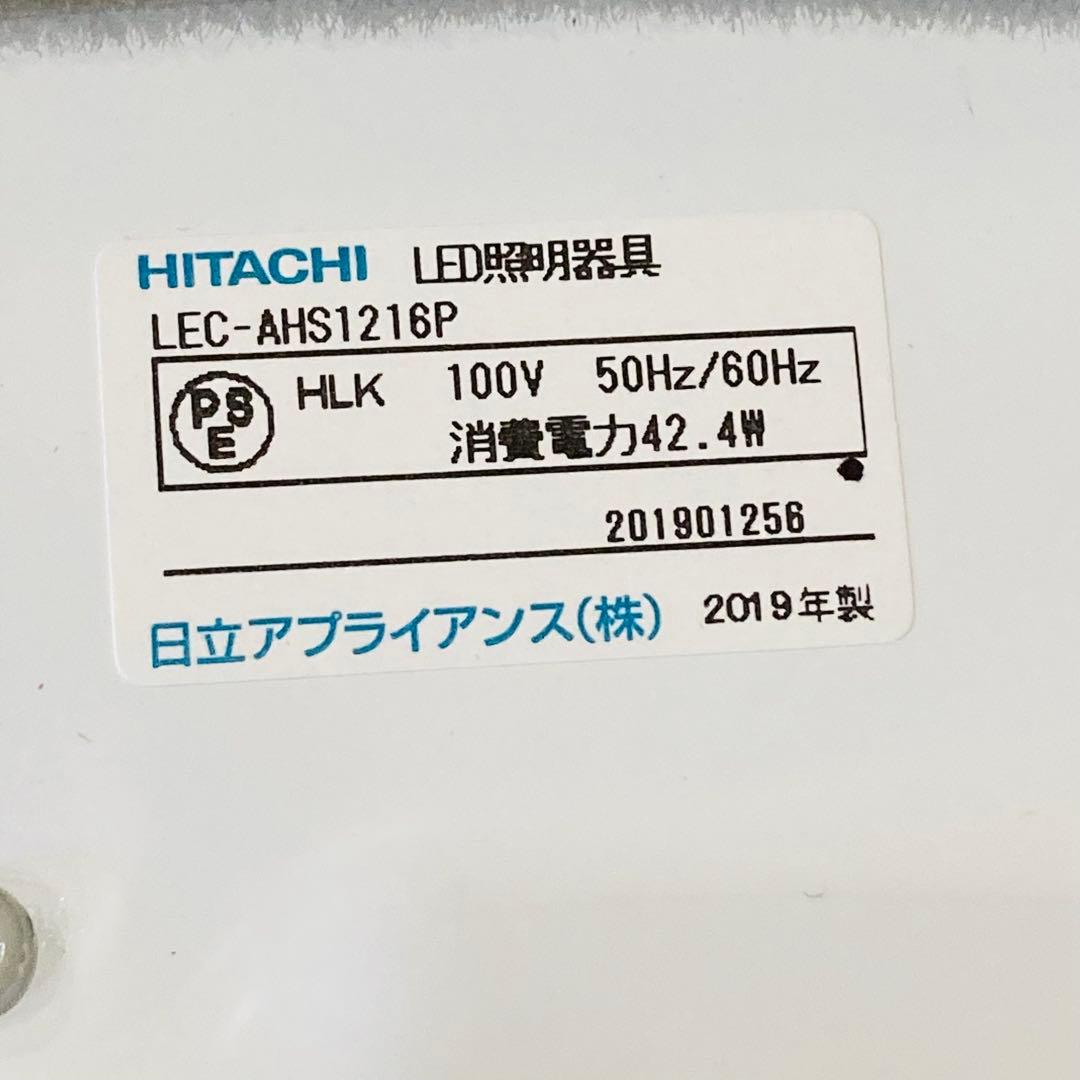 HITACHI LED照明器具
LEC-AHS1216P
PSE HLK 100V 50Hz/60Hz
消費電力42.4W
201901256
日立アプライアンス(株) 2019年製